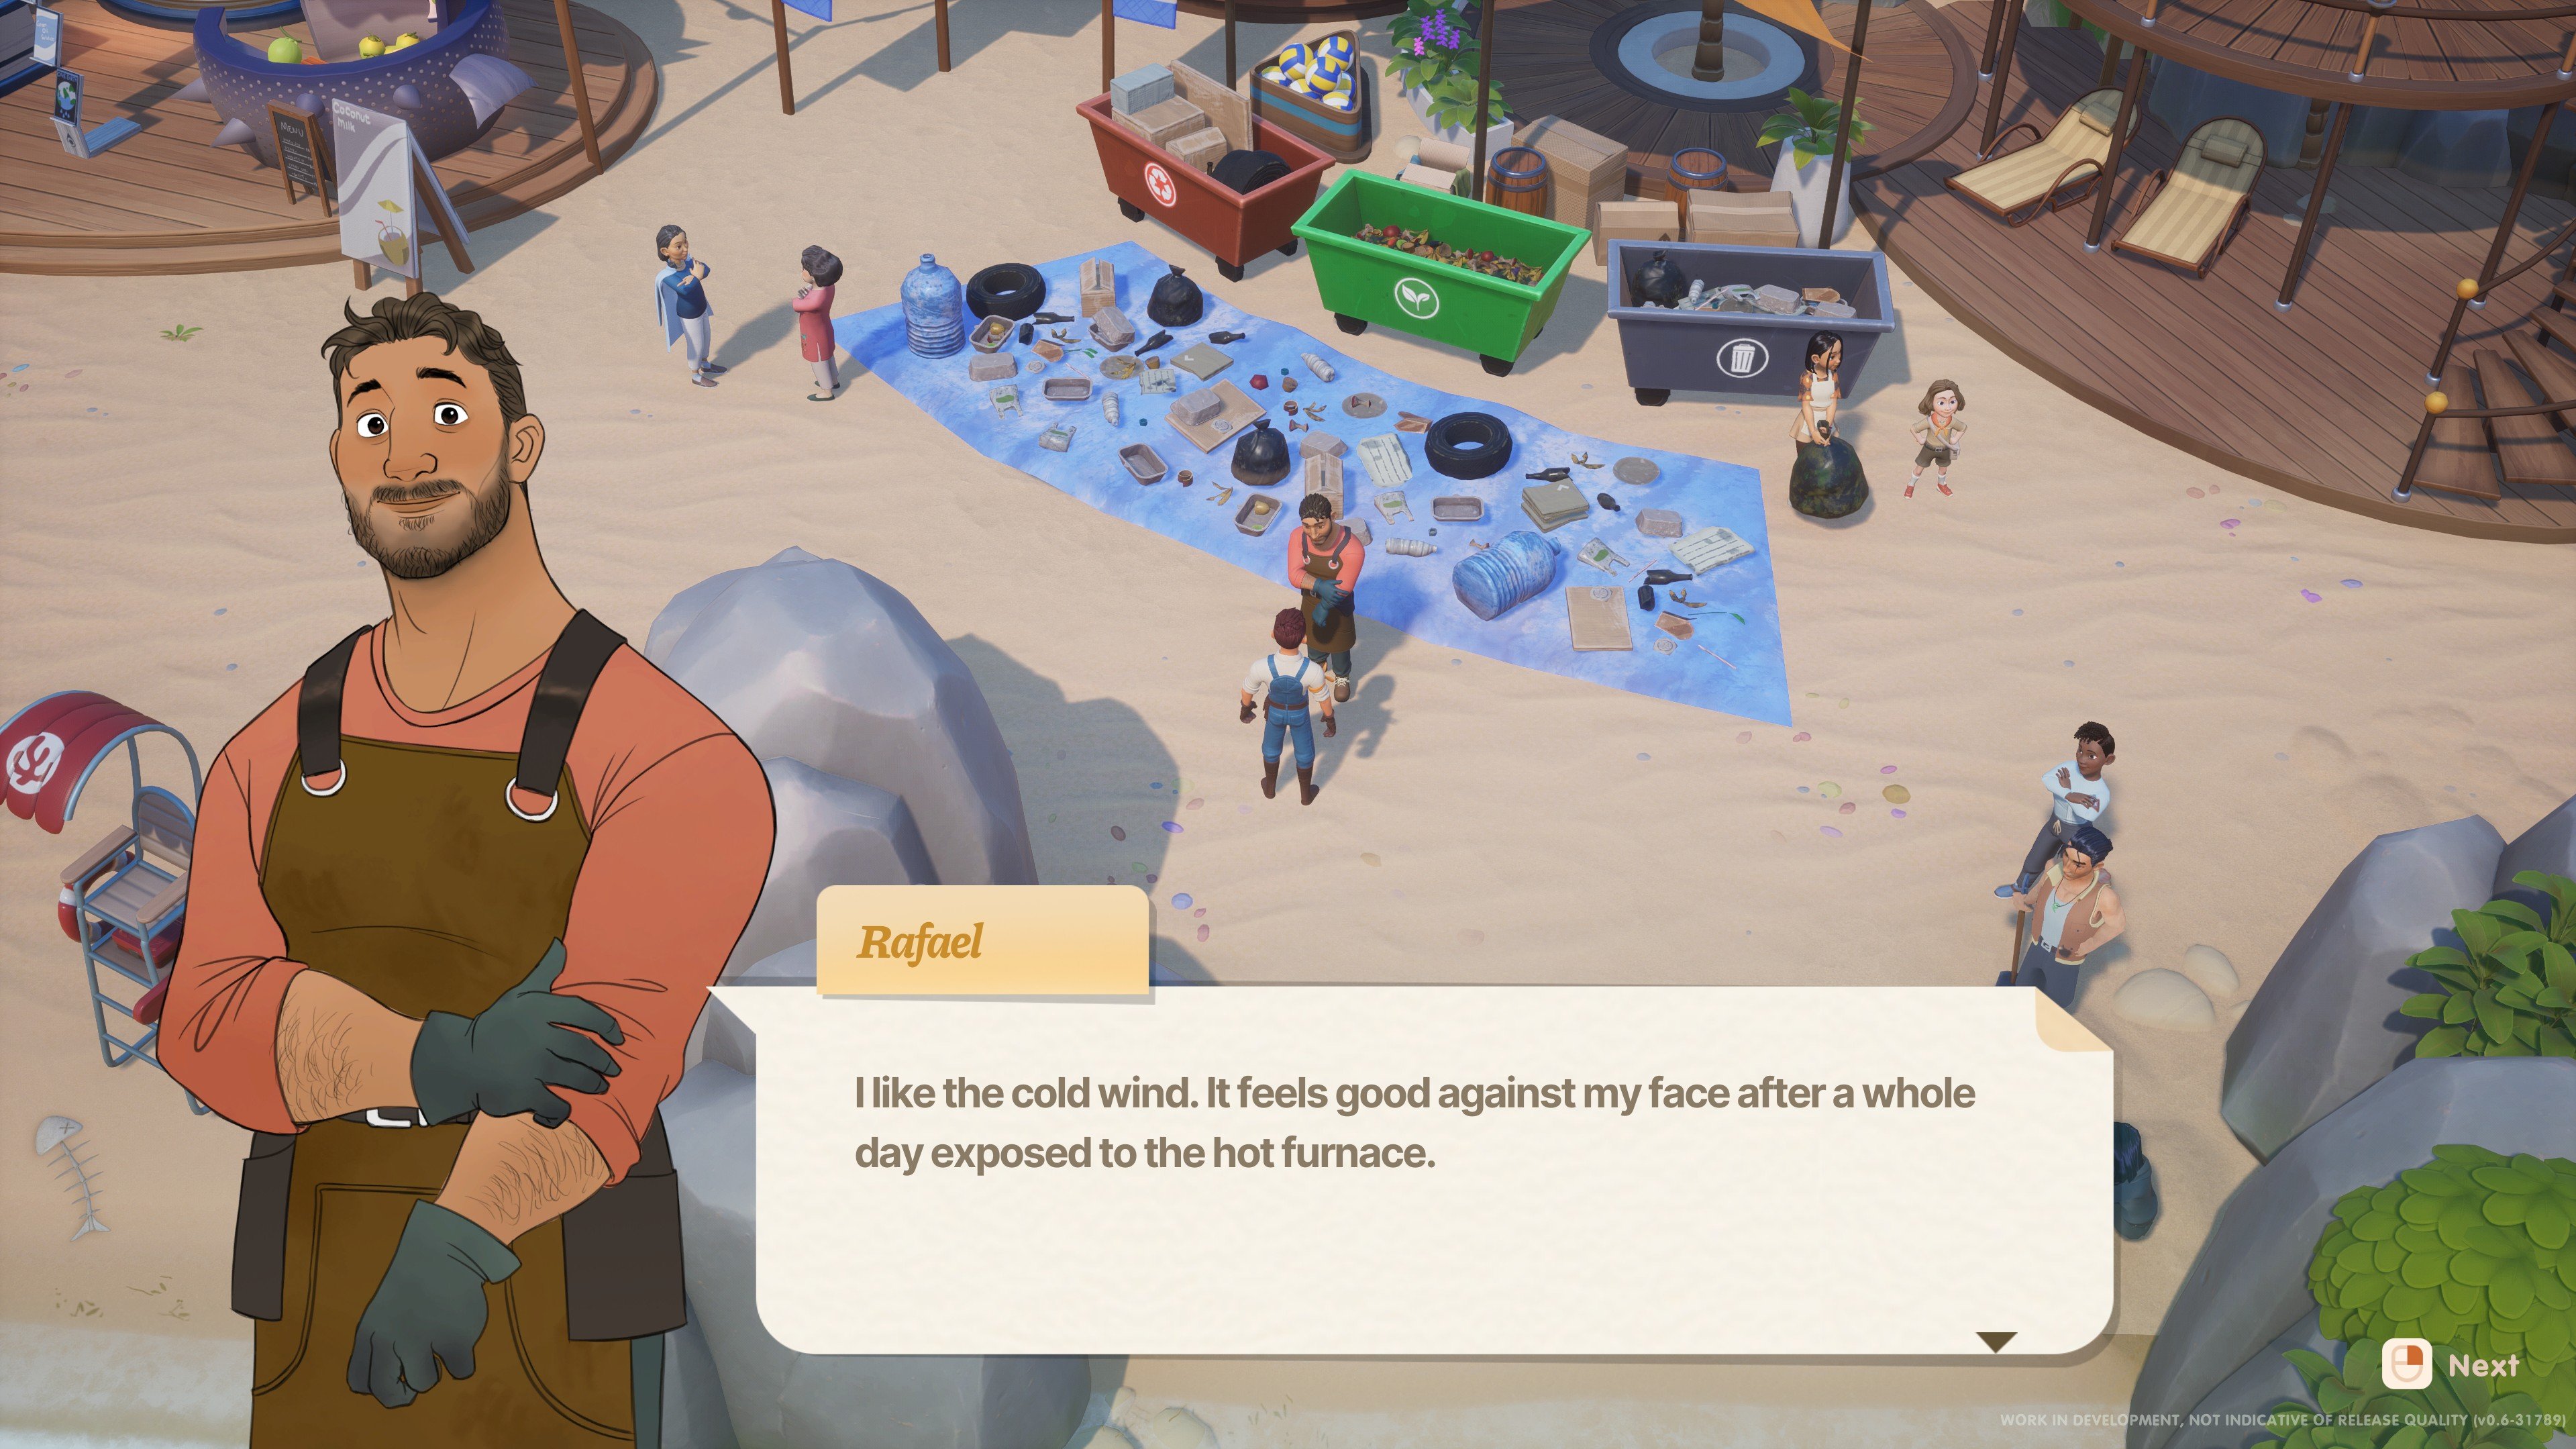 Coconut
milk
MENU
Rafael
I like the cold wind. It feels good against my face after a whole
day exposed to the hot furnace.
Next
WORK IN DEVELOPMENT, NOT INDICATIVE OF RELEASE QUALITY (v0.6-31789)